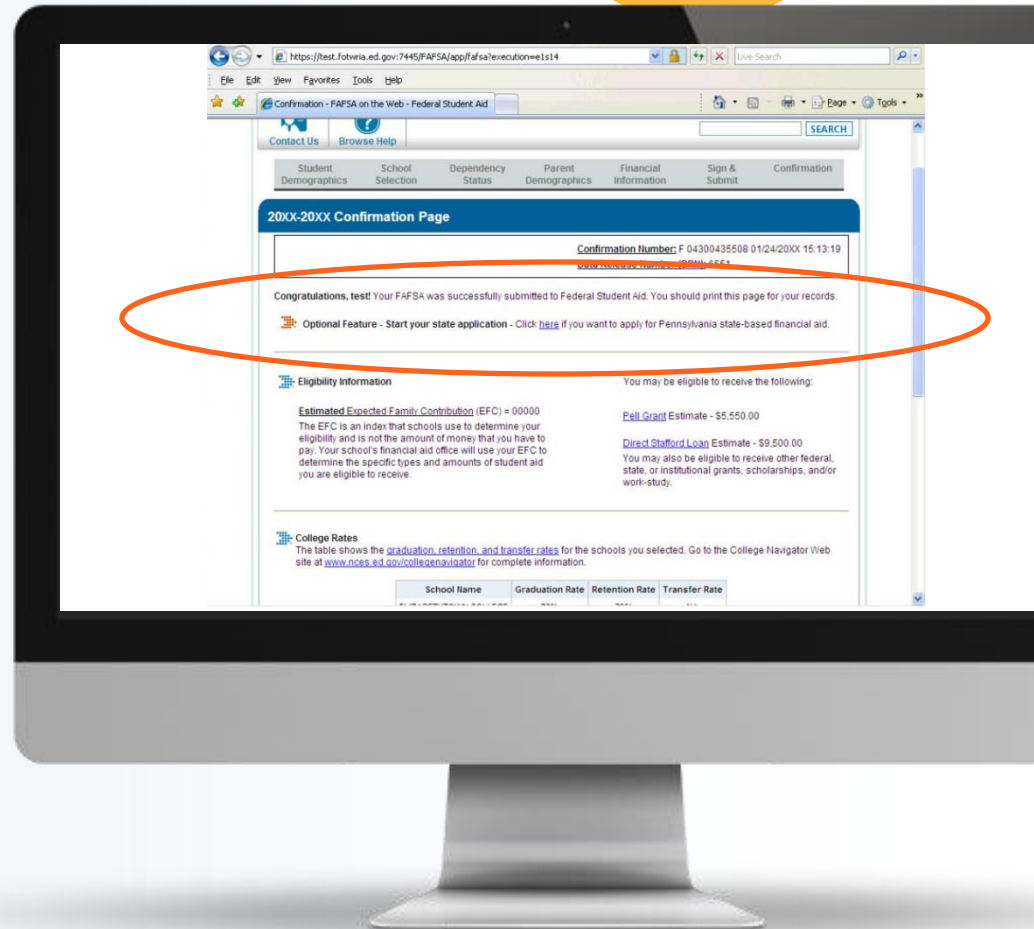 https://test.fotwria.ed.gov:7445/FAFSA/app/fafsa?execution=e1s14
Live Search
File Edit View Favorites Tools Help
Confirmation - FAFSA on the Web - Federal Student Aid
Page Tools
Contact Us Browse Help
SEARCH
Student Demographics
School Selection
Dependency Status
Parent Demographics
Financial Information
Sign & Submit
Confirmation
20XX-20XX Confirmation Page
Confirmation Number: F 04300435508 01/24/20XX 15:13:19
Data Release Number (DRN): 6551
Congratulations, test! Your FAFSA was successfully submitted to Federal Student Aid. You should print this page for your records.
Optional Feature - Start your state application - Click here if you want to apply for Pennsylvania state-based financial aid.
Eligibility Information
Estimated Expected Family Contribution (EFC) = 00000
The EFC is an index that schools use to determine your
eligibility and is not the amount of money that you have to
pay. Your school's financial aid office will use your EFC to
determine the specific types and amounts of student aid
you are eligible to receive.
You may be eligible to receive the following:
Pell Grant Estimate - $5,550.00
Direct Stafford Loan Estimate - $9,500.00
You may also be eligible to receive other federal,
state, or institutional grants, scholarships, and/or
work-study.
College Rates
The table shows the graduation, retention, and transfer rates for the schools you selected. Go to the College Navigator Web
site at www.nces.ed.gov/collegenavigator for complete information.
School Name Graduation Rate Retention Rate Transfer Rate